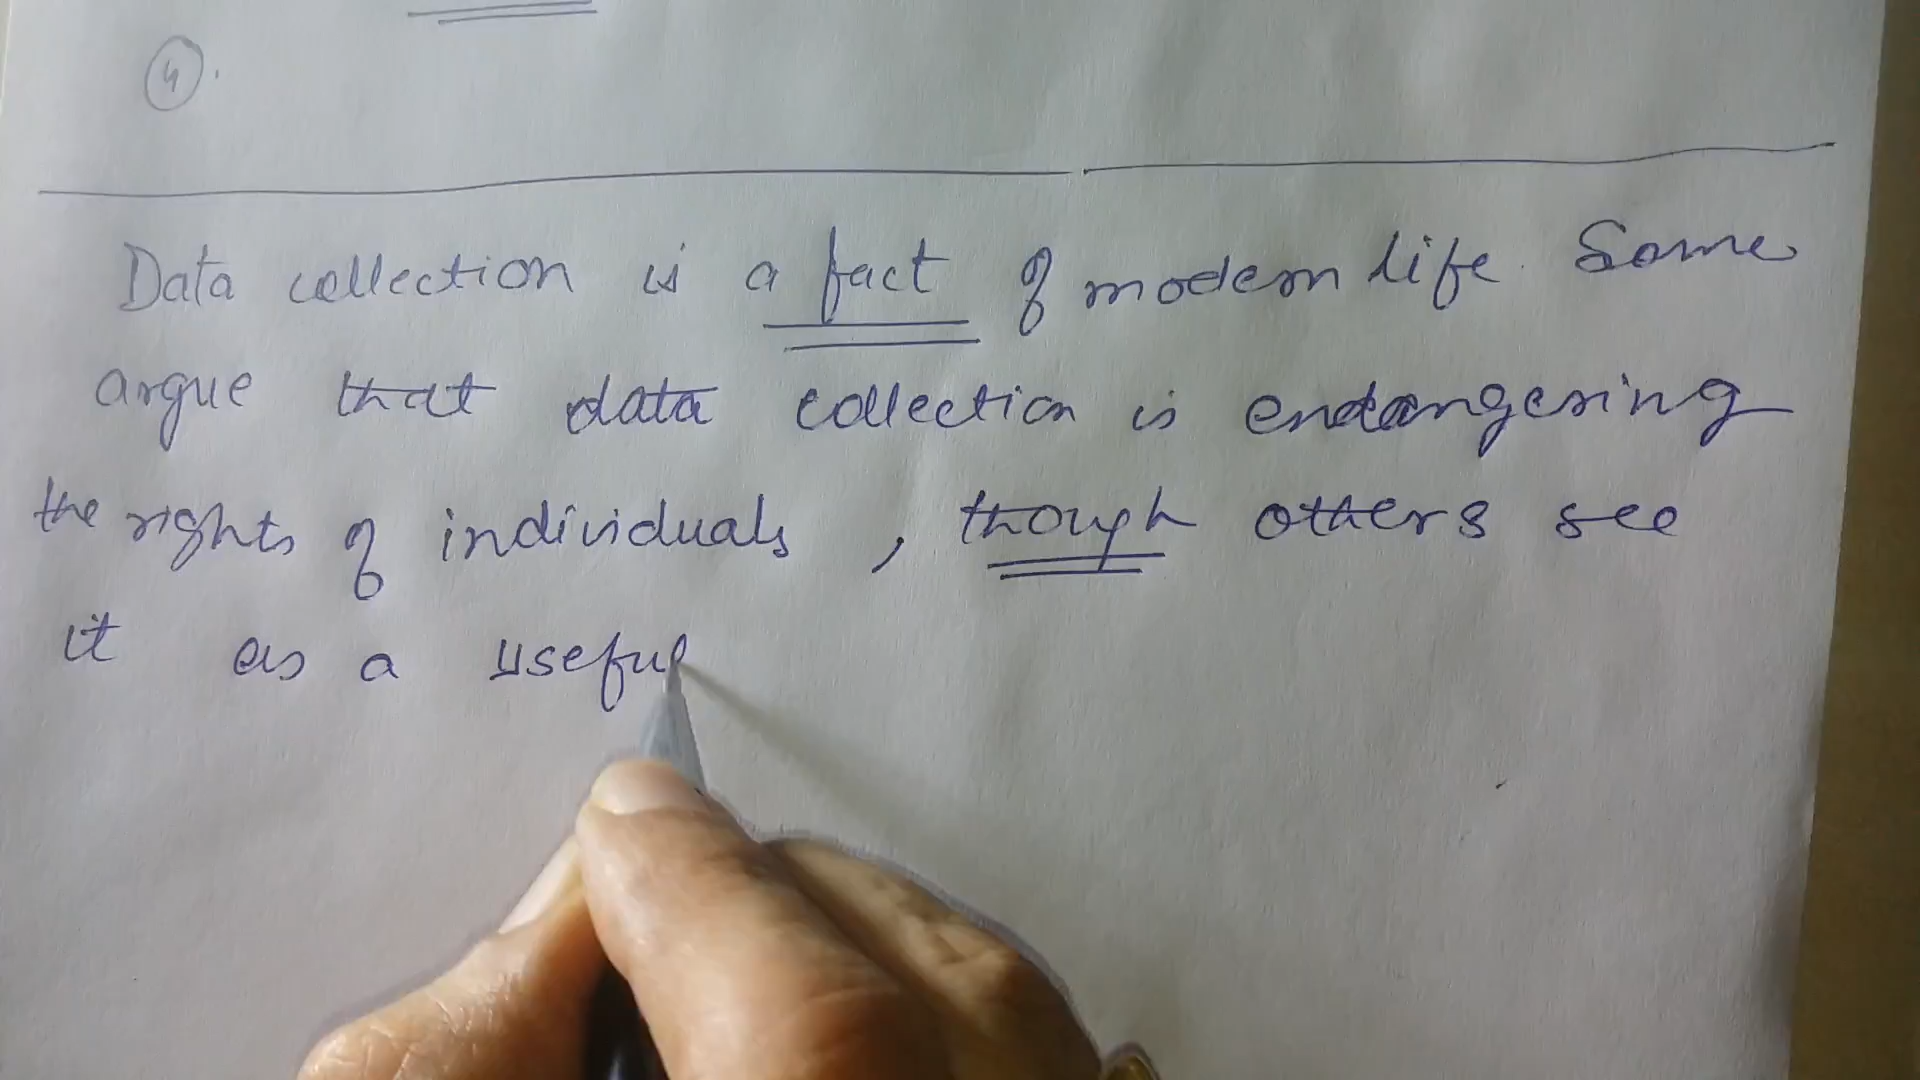 4.
Data collection is a fact of modern life. Some
argue that data collection is endangering
the rights of individuals, though others see
it as a useful